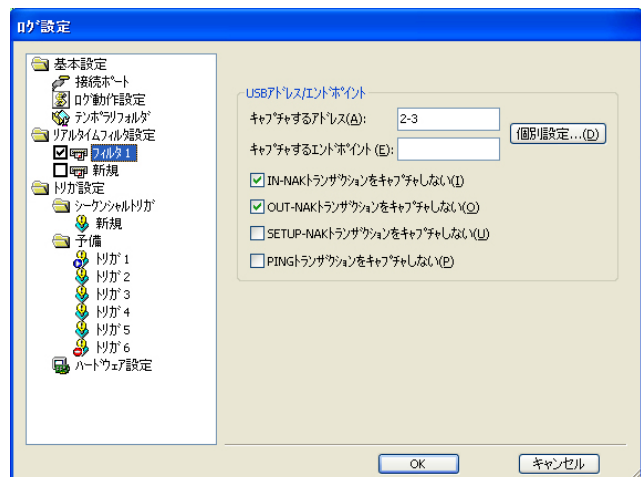 ログ設定
基本設定
接続ポート
ログ動作設定
テンポラリフォルダ
リアルタイムフィルタ設定
フィルタ1
新規
トリガ設定
シーケンシャルトリガ
新規
予備
トリガ1
トリガ2
トリガ3
トリガ4
トリガ5
トリガ6
ハードウェア設定
USBアドレス/エンドポイント
キャプチャするアドレス(A): 2-3
個別設定...(D)
キャプチャするエンドポイント(E):
IN-NAKトランザクションをキャプチャしない(I)
OUT-NAKトランザクションをキャプチャしない(O)
SETUP-NAKトランザクションをキャプチャしない(U)
PINGトランザクションをキャプチャしない(P)
OK キャンセル